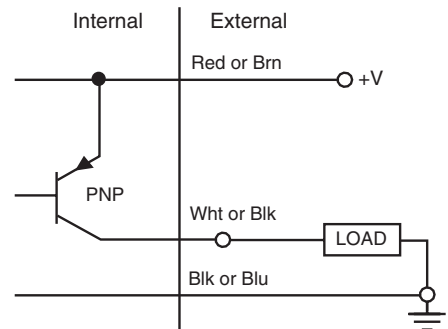 Internal External
Red or Brn
+V
PNP
Wht or Blk
LOAD
Blk or Blu